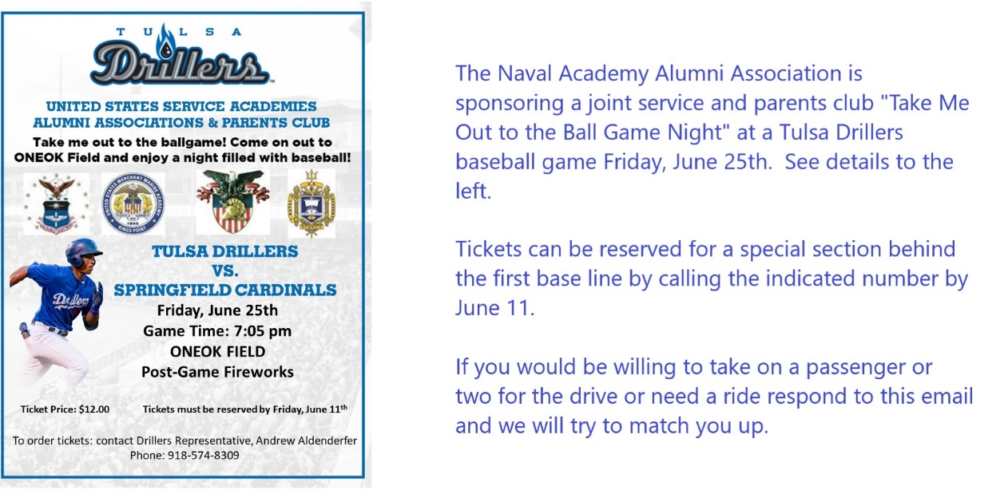 TULSA
Drillers
UNITED STATES SERVICE ACADEMIES
ALUMNI ASSOCIATIONS & PARENTS CLUB
Take me out to the ballgame! Come on out to
ONEOK Field and enjoy a night filled with baseball!
UNITED STATES MERCHANT MARINE ACADEMY
1943
KINGS POINT
TULSA DRILLERS
VS.
SPRINGFIELD CARDINALS
Drillers
Friday, June 25th
Game Time: 7:05 pm
ONEOK FIELD
Post-Game Fireworks
Ticket Price: $12.00 Tickets must be reserved by Friday, June 11th
To order tickets: contact Drillers Representative, Andrew Aldenderfer
Phone: 918-574-8309
The Naval Academy Alumni Association is
sponsoring a joint service and parents club "Take Me
Out to the Ball Game Night" at a Tulsa Drillers
baseball game Friday, June 25th. See details to the
left.
Tickets can be reserved for a special section behind
the first base line by calling the indicated number by
June 11.
If you would be willing to take on a passenger or
two for the drive or need a ride respond to this email
and we will try to match you up.